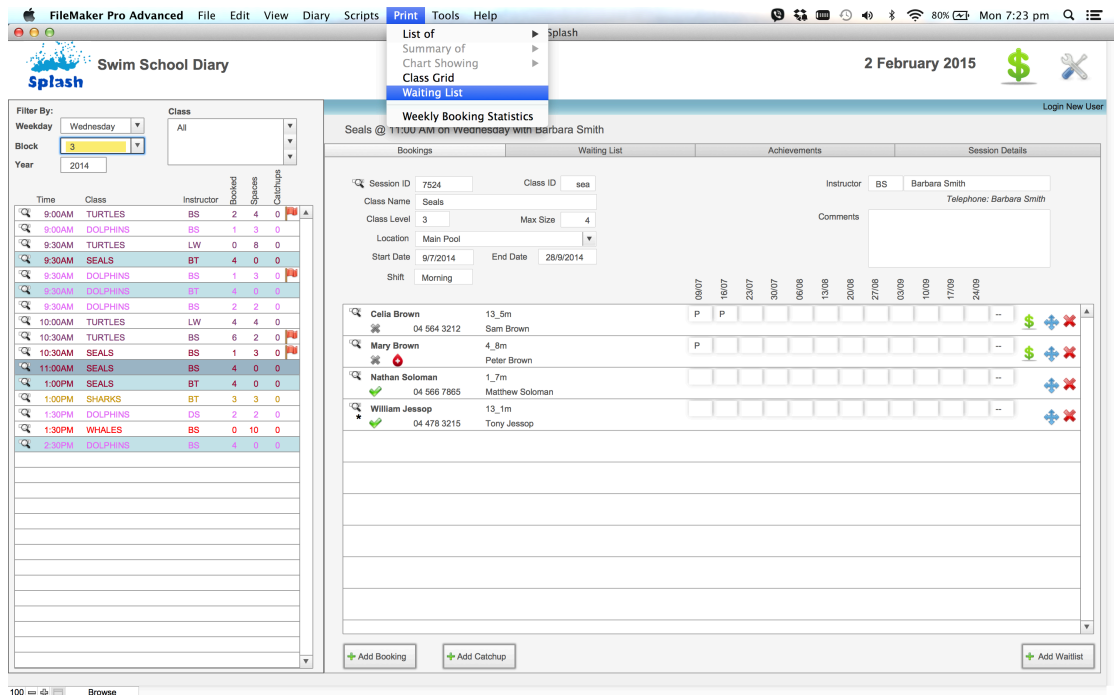 FileMaker Pro Advanced File Edit View Diary Scripts Print Tools Help 80% Mon 7:23 pm
Splash
List of
Summary of
Chart Showing
Class Grid
Waiting List
Weekly Booking Statistics
Splash
Swim School Diary
2 February 2015
Login New User
Filter By:
Class
Weekday Wednesday
All
Block 3
Year 2014
Time Class Instructor Booked Spaces Catchups
9:00AM TURTLES BS 2 4 0
9:00AM DOLPHINS BS 1 3 0
9:30AM TURTLES LW 0 8 0
9:30AM SEALS BT 4 0 0
9:30AM DOLPHINS BS 1 3 0
9:30AM DOLPHINS BT 4 0 0
9:30AM DOLPHINS BS 2 2 0
10:00AM TURTLES LW 4 4 0
10:30AM TURTLES BS 6 2 0
10:30AM SEALS BS 1 3 0
11:00AM SEALS BS 4 0 0
1:00PM SEALS BT 4 0 0
1:00PM SHARKS BT 3 3 0
1:30PM DOLPHINS DS 2 2 0
1:30PM WHALES BS 0 10 0
2:30PM DOLPHINS BS 4 0 0
Seals @ 11:00 AM on Wednesday with Barbara Smith
Bookings Waiting List Achievements Session Details
Session ID 7524 Class ID sea Instructor BS Barbara Smith
Class Name Seals Telephone: Barbara Smith
Class Level 3 Max Size 4 Comments
Location Main Pool
Start Date 9/7/2014 End Date 28/9/2014
Shift Morning
09/07 16/07 23/07 30/07 06/08 13/08 20/08 27/08 03/09 10/09 17/09 24/09
Celia Brown 13_5m P P --
04 564 3212 Sam Brown
Mary Brown 4_8m P --
Peter Brown
Nathan Soloman 1_7m --
04 566 7865 Matthew Soloman
William Jessop 13_1m --
* 04 478 3215 Tony Jessop
Add Booking Add Catchup Add Waitlist
100 Browse